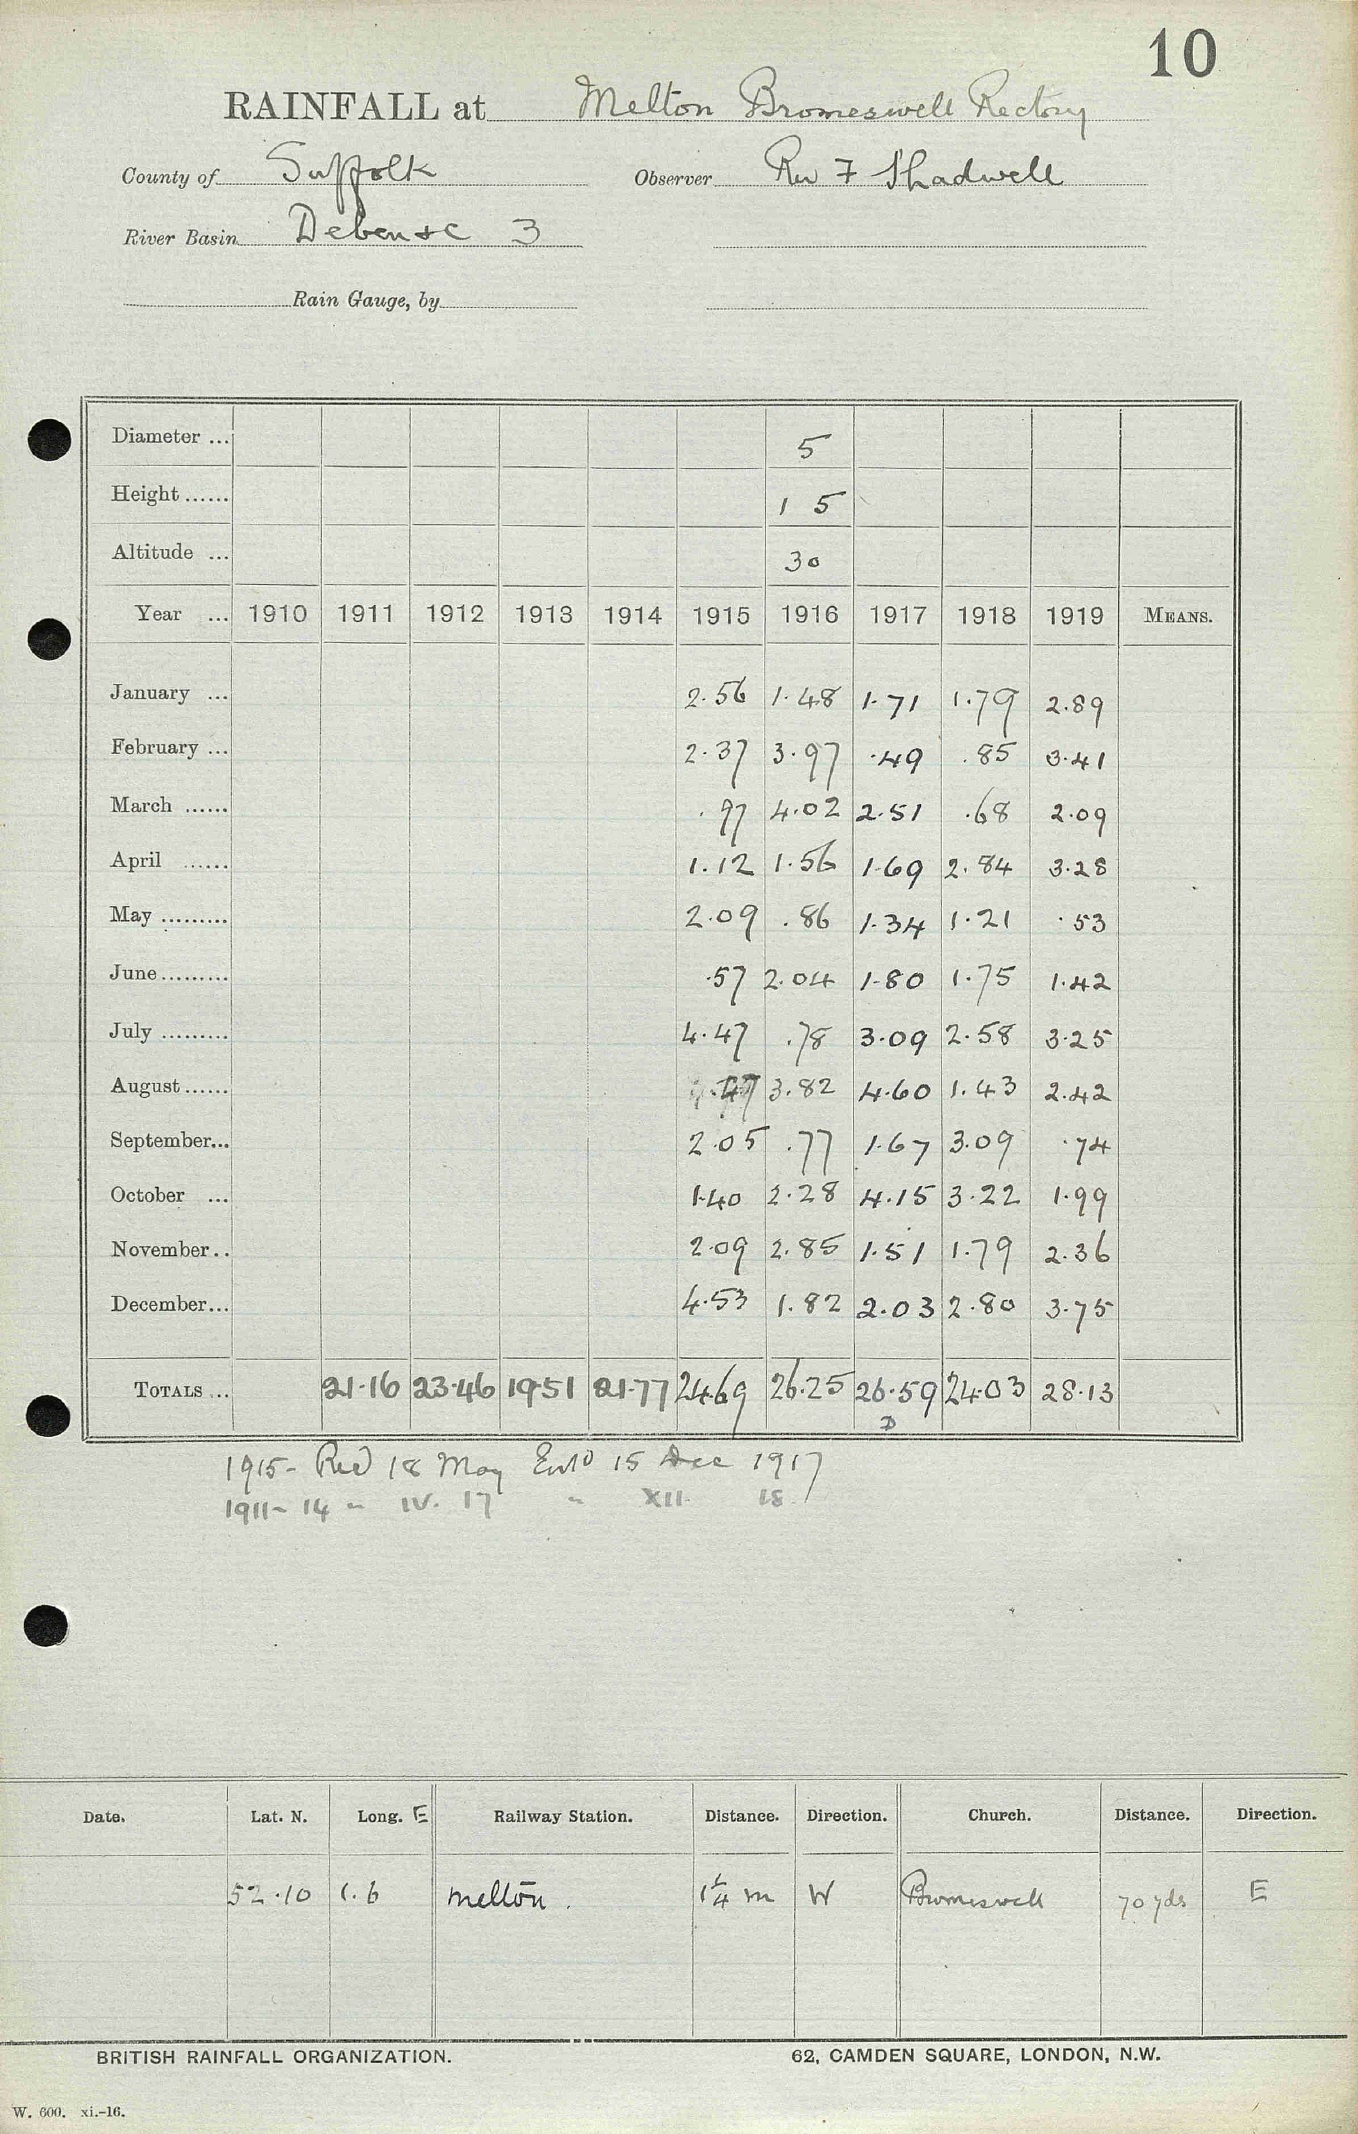 10
RAINFALL at Melton Bromeswell Rectory
County of Suffolk Observer Rev F Shadwell
River Basin Deben &c 3
Rain Gauge, by
Diameter ... 5
Height ...... 1 5
Altitude ... 30
Year ... 1910 1911 1912 1913 1914 1915 1916 1917 1918 1919 MEANS.
January ... 2.56 1.48 1.71 1.79 2.89
February ... 2.37 3.97 .49 .85 3.41
March ...... .97 4.02 2.51 .68 2.09
April ...... 1.12 1.56 1.69 2.84 3.28
May ......... 2.09 .86 1.34 1.21 .53
June ......... .57 2.04 1.80 1.75 1.42
July ......... 4.47 .78 3.09 2.58 3.25
August ...... .47 3.82 4.60 1.43 2.42
September... 2.05 .77 1.67 3.09 .74
October ... 1.40 2.28 4.15 3.22 1.99
November.. 2.09 2.85 1.51 1.79 2.36
December... 4.53 1.82 2.03 2.80 3.75
TOTALS ... 21.16 23.46 19.51 21.77 24.69 26.25 26.59 24.03 28.13
D
1915- Recd 18 May Entd 15 Dec 1917
1911-14 " IV. 17 " XII. 18
Date. Lat. N. Long. E Railway Station. Distance. Direction. Church. Distance. Direction.
52.10 1.6 Melton. 1¼ m W Bromeswell 70 yds E
BRITISH RAINFALL ORGANIZATION. 62, CAMDEN SQUARE, LONDON, N.W.
W. 600. xi.-16.